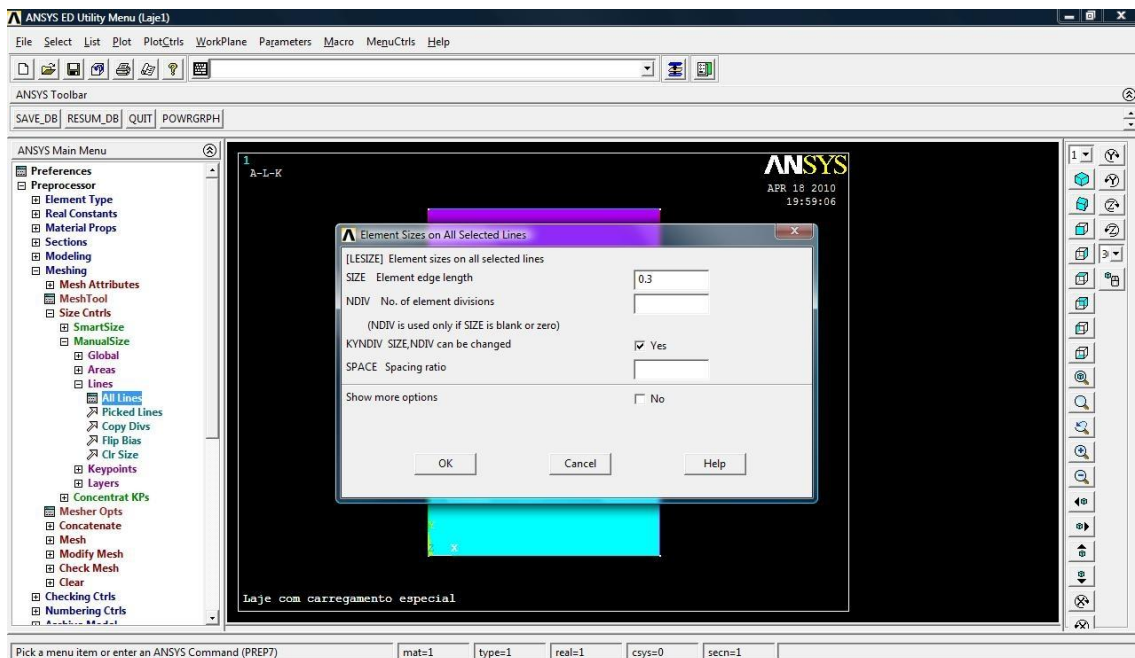 ANSYS ED Utility Menu (Laje1)
File Select List Plot PlotCtrls WorkPlane Parameters Macro MenuCtrls Help
ANSYS Toolbar
SAVE_DB RESUM_DB QUIT POWRGRPH
ANSYS Main Menu
Preferences
Preprocessor
Element Type
Real Constants
Material Props
Sections
Modeling
Meshing
Mesh Attributes
MeshTool
Size Cntrls
SmartSize
ManualSize
Global
Areas
Lines
All Lines
Picked Lines
Copy Divs
Flip Bias
Clr Size
Keypoints
Layers
Concentrat KPs
Mesher Opts
Concatenate
Mesh
Modify Mesh
Check Mesh
Clear
Checking Ctrls
Numbering Ctrls
Archive Model
1
A-L-K
ANSYS
APR 18 2010
19:59:06
Element Sizes on All Selected Lines
[LESIZE] Element sizes on all selected lines
SIZE Element edge length 0.3
NDIV No. of element divisions
(NDIV is used only if SIZE is blank or zero)
KYNDIV SIZE,NDIV can be changed Yes
SPACE Spacing ratio
Show more options No
OK Cancel Help
Y
Z X
Laje com carregamento especial
1
3
Pick a menu item or enter an ANSYS Command (PREP7) mat=1 type=1 real=1 csys=0 secn=1